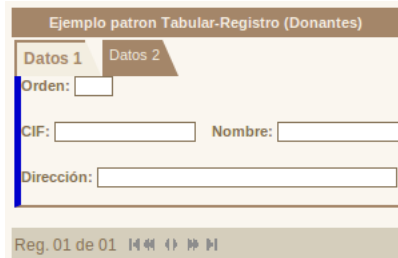 Ejemplo patron Tabular-Registro (Donantes)
Datos 1 Datos 2
Orden:
CIF: Nombre:
Dirección:
Reg. 01 de 01